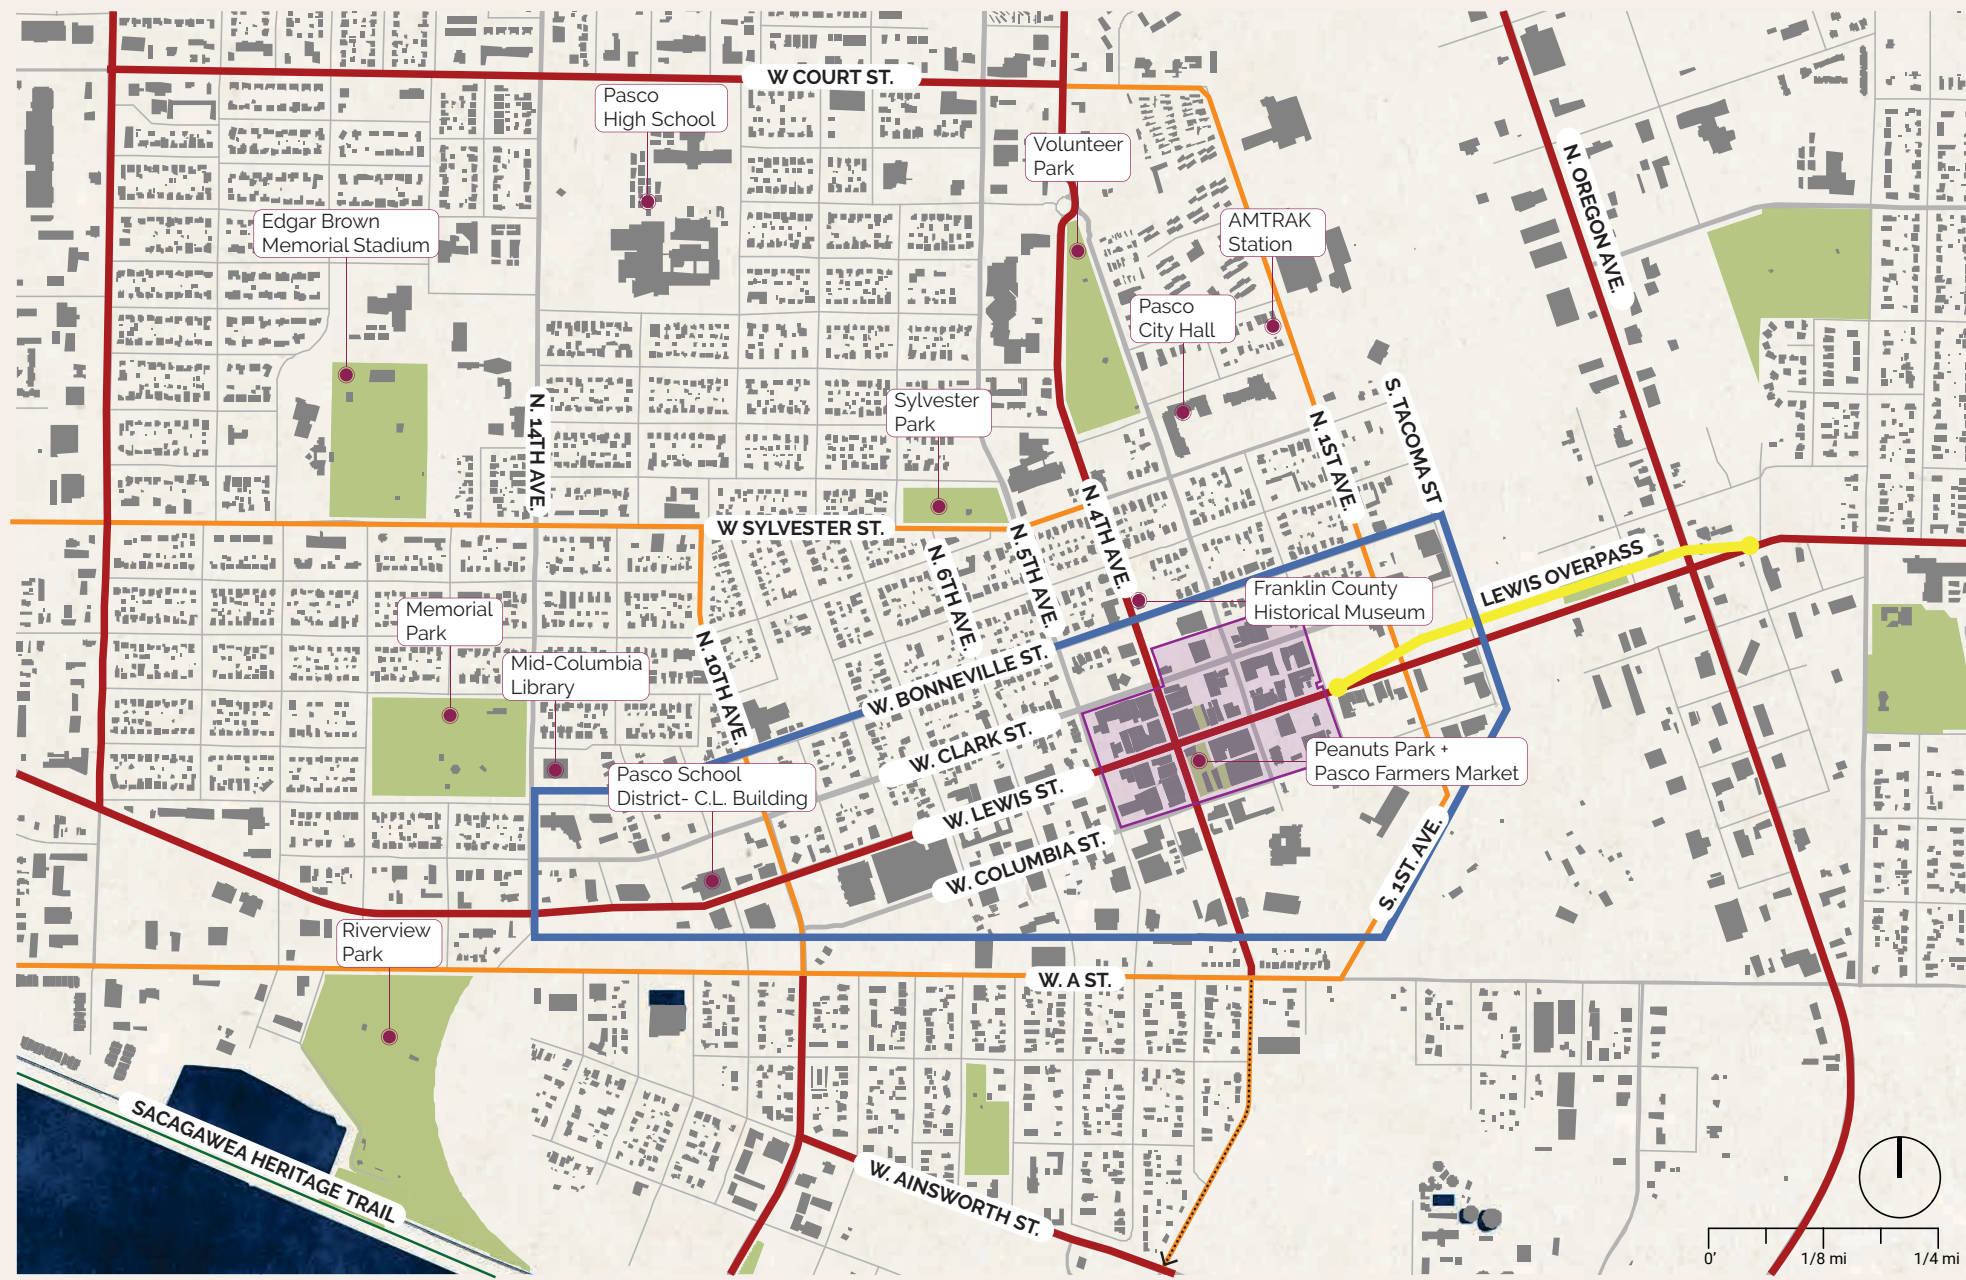 W COURT ST.
Pasco
High School
Volunteer
Park
N. OREGON AVE.
Edgar Brown
Memorial Stadium
AMTRAK
Station
Pasco
City Hall
N. 14TH AVE.
Sylvester
Park
N. 1ST AVE.
S. TACOMA ST
W SYLVESTER ST.
N. 6TH AVE.
N. 5TH AVE.
N. 4TH AVE.
LEWIS OVERPASS
Franklin County
Historical Museum
Memorial
Park
Mid-Columbia
Library
N. 10TH AVE.
W. BONNEVILLE ST.
W. CLARK ST.
Peanuts Park +
Pasco Farmers Market
Pasco School
District- C.L. Building
W. LEWIS ST.
W. COLUMBIA ST.
S. 1ST. AVE.
Riverview
Park
W. A ST.
SACAGAWEA HERITAGE TRAIL
W. AINSWORTH ST.
0'
1/8 mi
1/4 mi